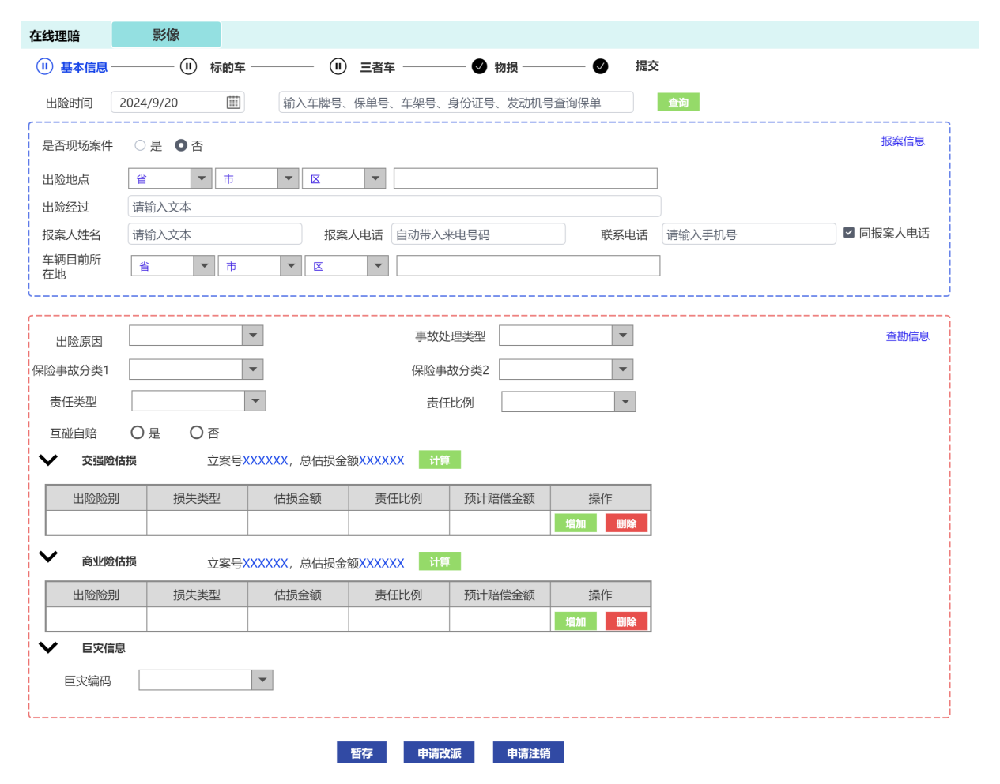 在线理赔 影像
基本信息 标的车 三者车 物损 提交
出险时间 2024/9/20 输入车牌号、保单号、车架号、身份证号、发动机号查询保单 查询
是否现场案件 是 否 报案信息
出险地点 省 市 区
出险经过 请输入文本
报案人姓名 请输入文本 报案人电话 自动带入来电号码 联系电话 请输入手机号 同报案人电话
车辆目前所
在地 省 市 区
出险原因 事故处理类型 查勘信息
保险事故分类1 保险事故分类2
责任类型 责任比例
互碰自赔 是 否
交强险估损 立案号XXXXXX，总估损金额XXXXXX 计算
出险险别 损失类型 估损金额 责任比例 预计赔偿金额 操作
增加 删除
商业险估损 立案号XXXXXX，总估损金额XXXXXX 计算
出险险别 损失类型 估损金额 责任比例 预计赔偿金额 操作
增加 删除
巨灾信息
巨灾编码
暂存 申请改派 申请注销